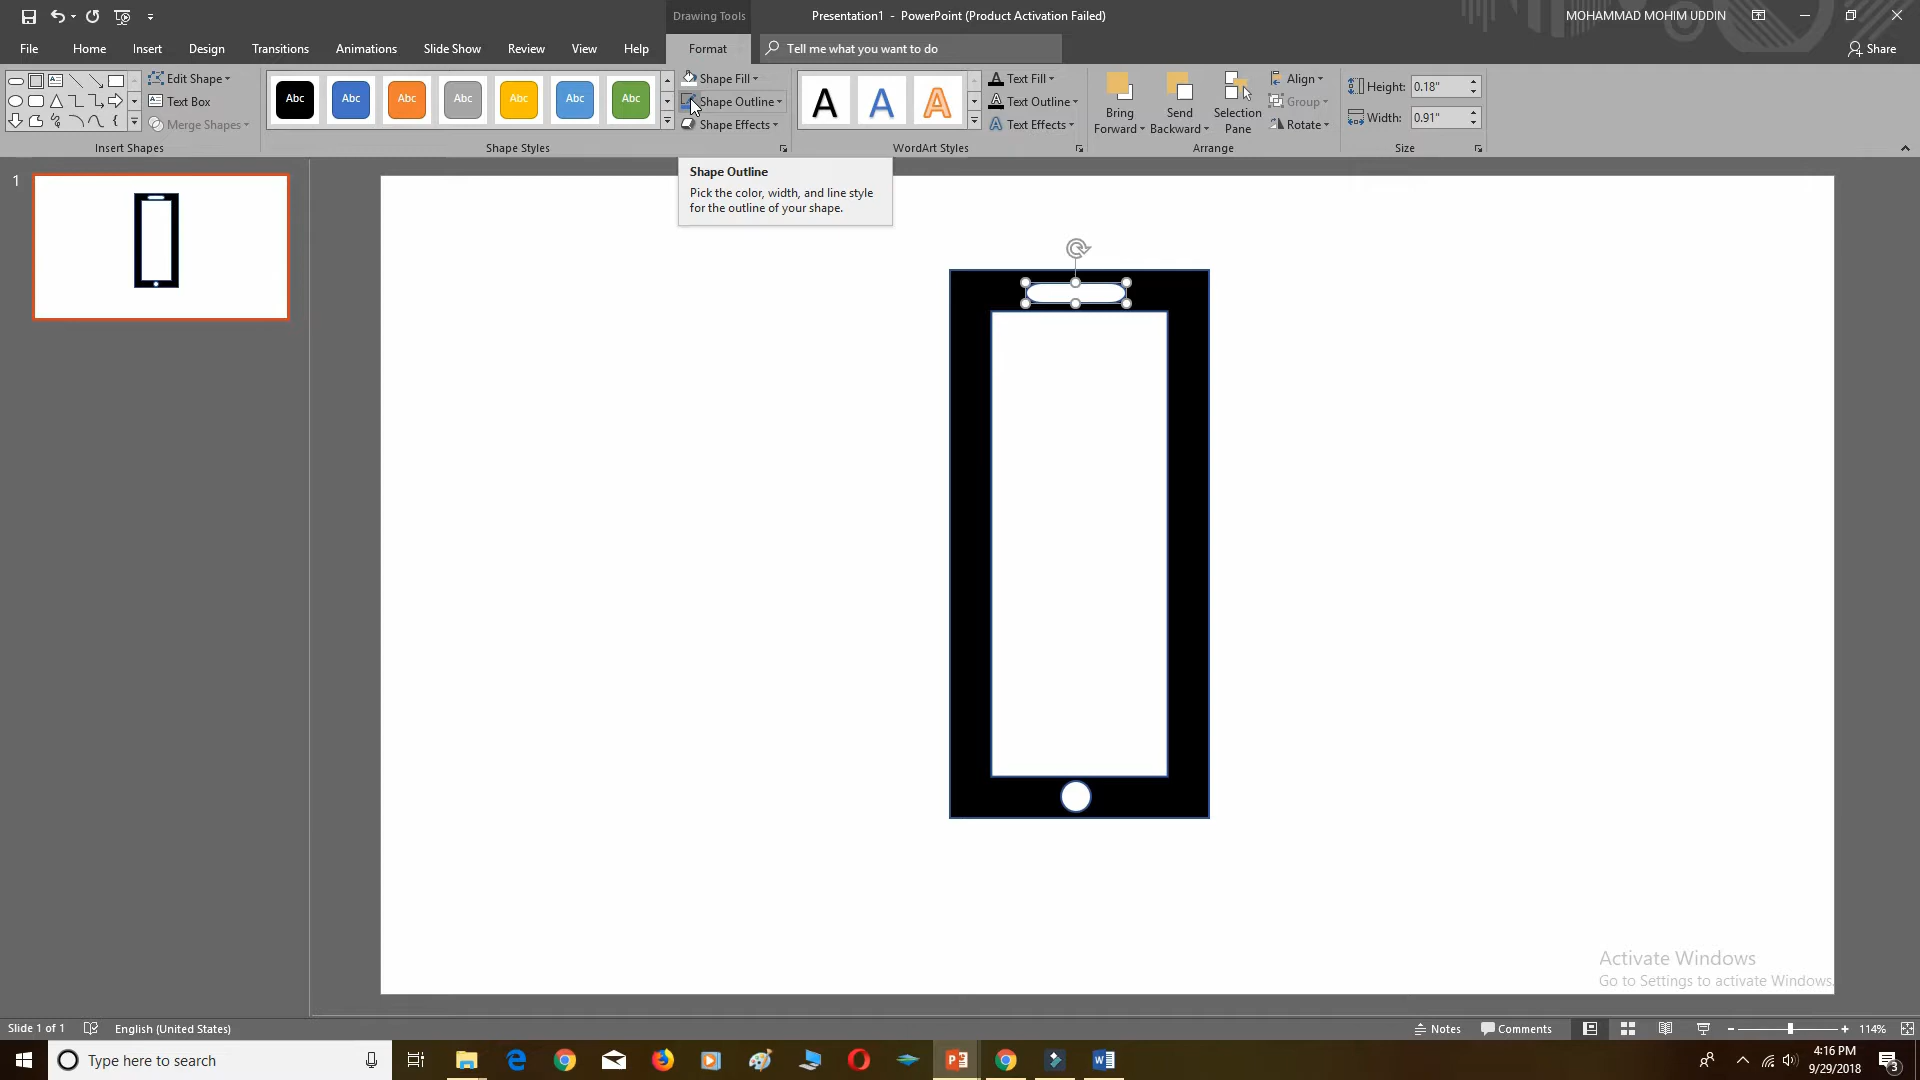 Drawing Tools
Presentation1 - PowerPoint (Product Activation Failed)
MOHAMMAD MOHIM UDDIN
File Home Insert Design Transitions Animations Slide Show Review View Help Format Tell me what you want to do Share
Edit Shape
Text Box
Merge Shapes
Insert Shapes
Abc Abc Abc Abc Abc Abc Abc
Shape Styles
Shape Fill
Shape Outline
Shape Effects
A A A
WordArt Styles
Text Fill
Text Outline
Text Effects
Bring
Forward
Send
Backward
Selection
Pane
Align
Group
Rotate
Arrange
Height: 0.18"
Width: 0.91"
Size
Shape Outline
Pick the color, width, and line style
for the outline of your shape.
1
Activate Windows
Go to Settings to activate Windows.
Slide 1 of 1 English (United States) Notes Comments 114%
Type here to search
4:16 PM
9/29/2018
3